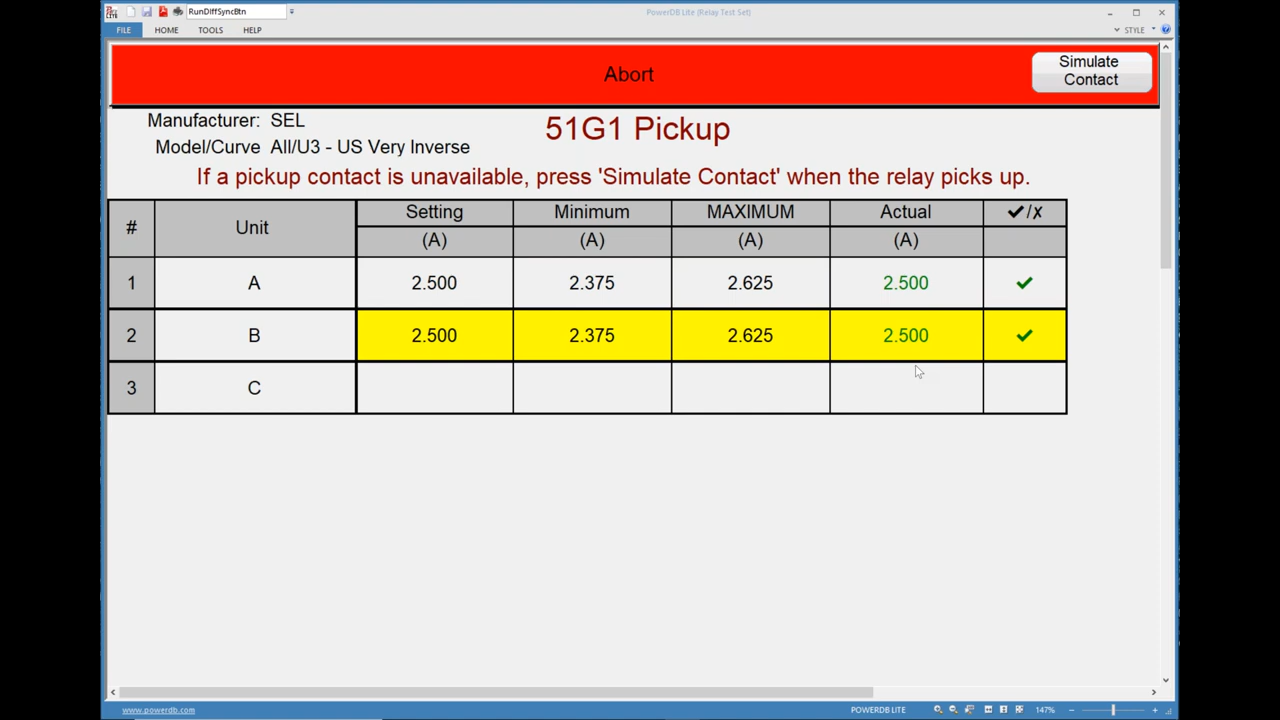 RunDiffSyncBtn
PowerDB Lite (Relay Test Set)
FILE HOME TOOLS HELP
STYLE
Abort
Simulate
Contact
Manufacturer: SEL
51G1 Pickup
Model/Curve All/U3 - US Very Inverse
If a pickup contact is unavailable, press 'Simulate Contact' when the relay picks up.
# Unit Setting Minimum MAXIMUM Actual ✔/✗
(A) (A) (A) (A)
1 A 2.500 2.375 2.625 2.500 ✔
2 B 2.500 2.375 2.625 2.500 ✔
3 C
www.powerdb.com
POWERDB LITE
147%